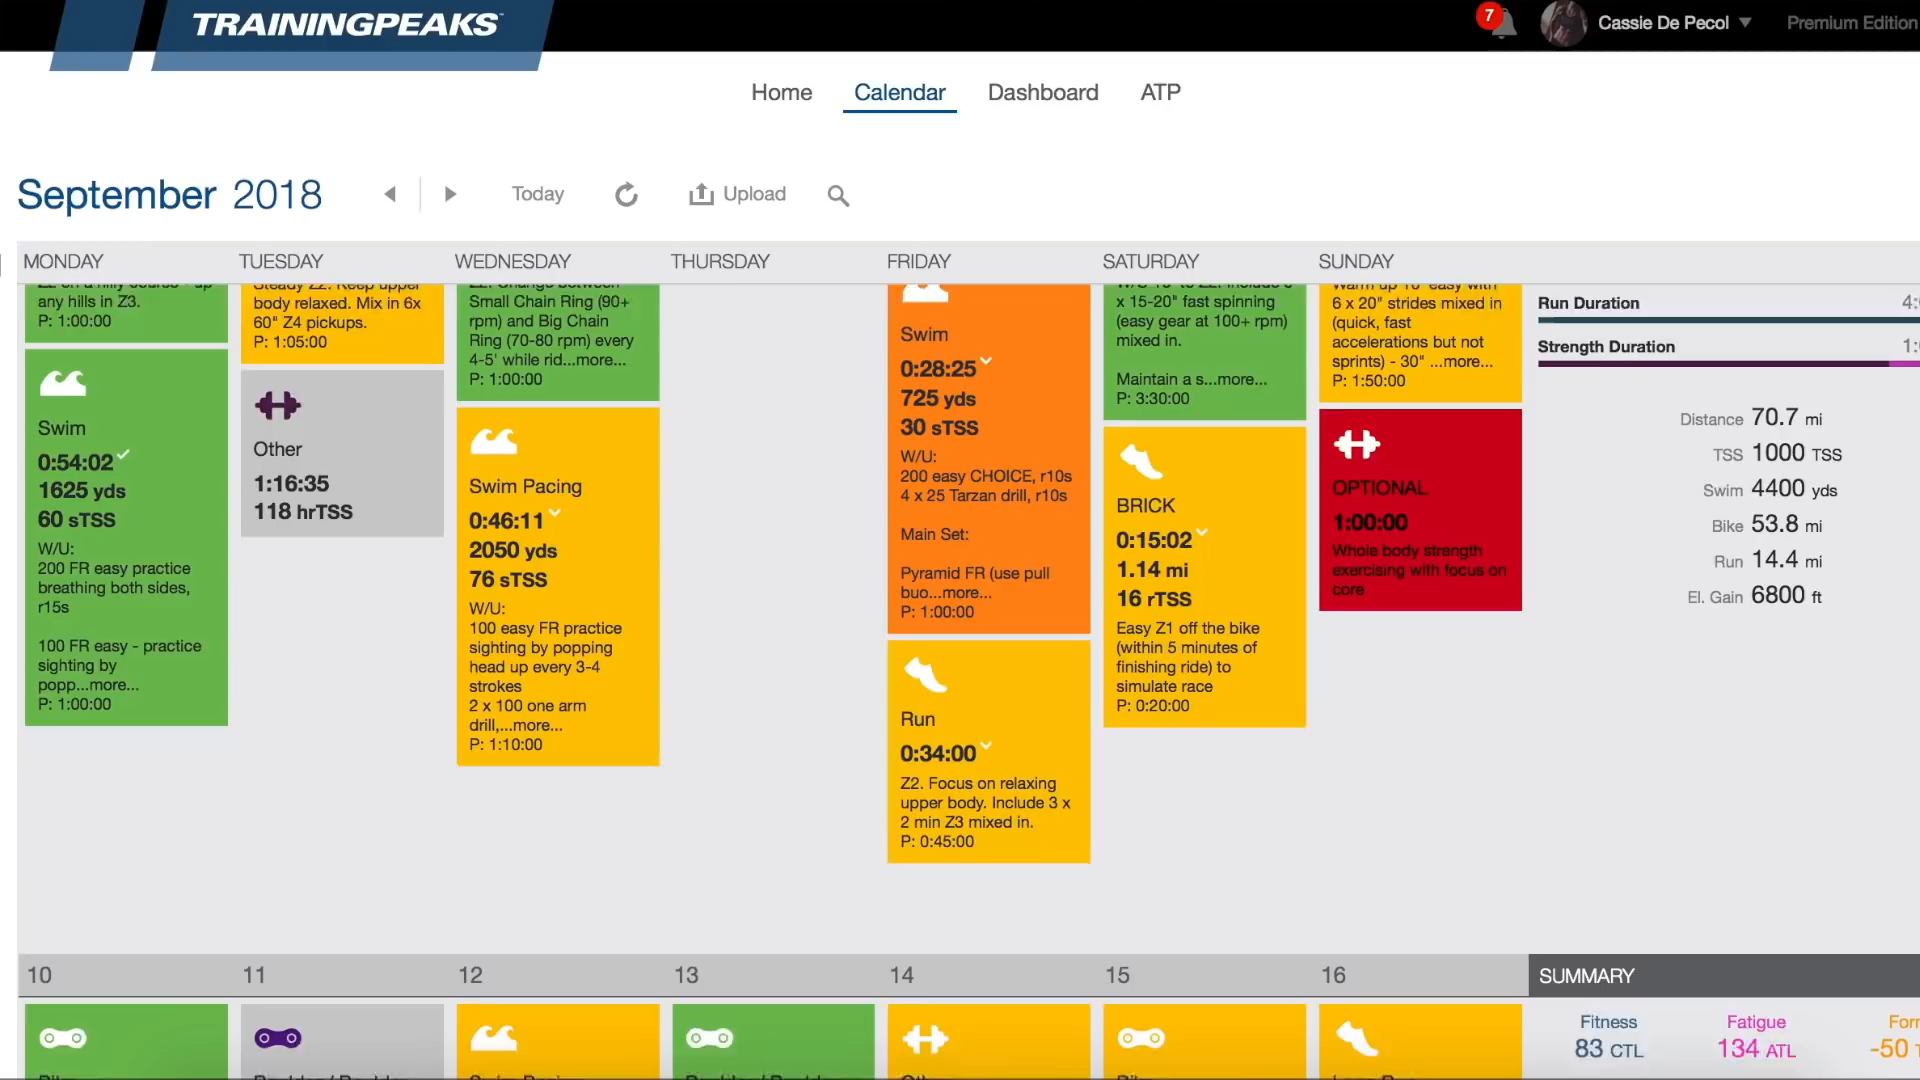 TRAININGPEAKS
7
Cassie De Pecol
Premium Edition
Home
Calendar
Dashboard
ATP
September 2018
Today
Upload
MONDAY
TUESDAY
WEDNESDAY
THURSDAY
FRIDAY
SATURDAY
SUNDAY
any hills in Z3.
P: 1:00:00
Swim
0:54:02
1625 yds
60 sTSS
W/U:
200 FR easy practice
breathing both sides,
r15s
100 FR easy - practice
sighting by
popp...more...
P: 1:00:00
Steady Z2. Keep upper
body relaxed. Mix in 6x
60" Z4 pickups.
P: 1:05:00
Other
1:16:35
118 hrTSS
Z2. Change between
Small Chain Ring (90+
rpm) and Big Chain
Ring (70-80 rpm) every
4-5' while rid...more...
P: 1:00:00
Swim Pacing
0:46:11
2050 yds
76 sTSS
W/U:
100 easy FR practice
sighting by popping
head up every 3-4
strokes
2 x 100 one arm
drill,...more...
P: 1:10:00
Swim
0:28:25
725 yds
30 sTSS
W/U:
200 easy CHOICE, r10s
4 x 25 Tarzan drill, r10s
Main Set:
Pyramid FR (use pull
buo...more...
P: 1:00:00
Run
0:34:00
Z2. Focus on relaxing
upper body. Include 3 x
2 min Z3 mixed in.
P: 0:45:00
x 15-20" fast spinning
(easy gear at 100+ rpm)
mixed in.
Maintain a s...more...
P: 3:30:00
BRICK
0:15:02
1.14 mi
16 rTSS
Easy Z1 off the bike
(within 5 minutes of
finishing ride) to
simulate race
P: 0:20:00
Warm up 10' easy with
6 x 20" strides mixed in
(quick, fast
accelerations but not
sprints) - 30" ...more...
P: 1:50:00
OPTIONAL
1:00:00
Whole body strength
exercising with focus on
core
Run Duration
4:
Strength Duration
1:
Distance 70.7 mi
TSS 1000 TSS
Swim 4400 yds
Bike 53.8 mi
Run 14.4 mi
El. Gain 6800 ft
10
11
12
13
14
15
16
SUMMARY
Fitness
83 CTL
Fatigue
134 ATL
-50